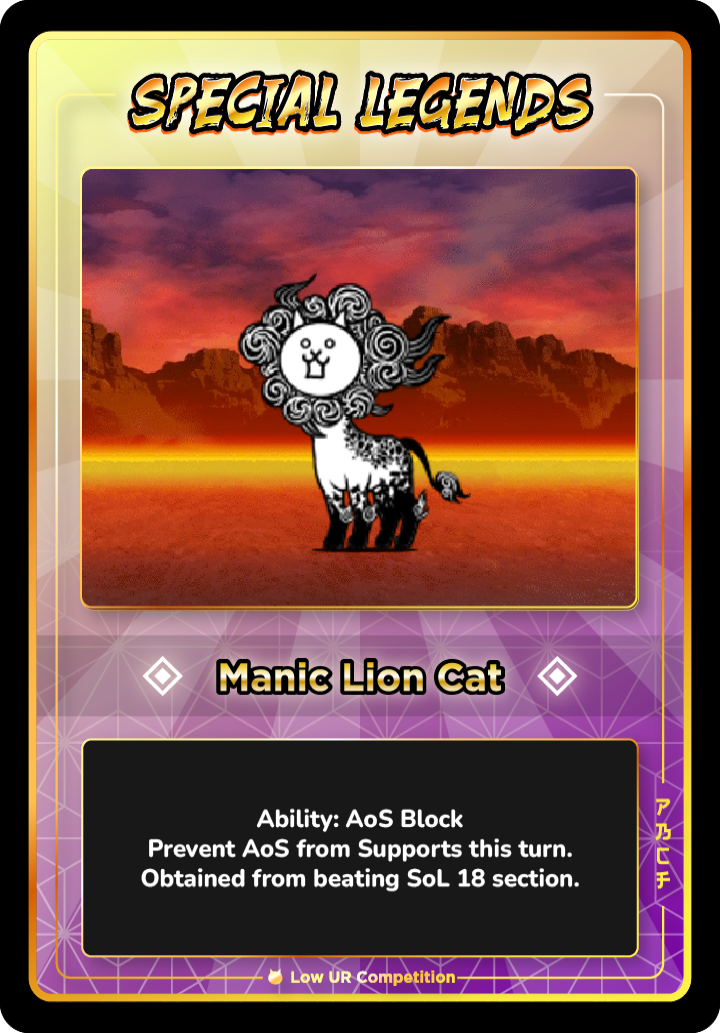 SPECIAL LEGENDS
Manic Lion Cat
Ability: AoS Block
Prevent AoS from Supports this turn.
Obtained from beating SoL 18 section.
Low UR Competition